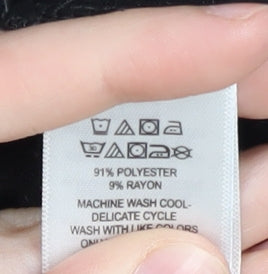 91% POLYESTER
9% RAYON
MACHINE WASH COOL-
DELICATE CYCLE
WASH WITH LIKE COLORS